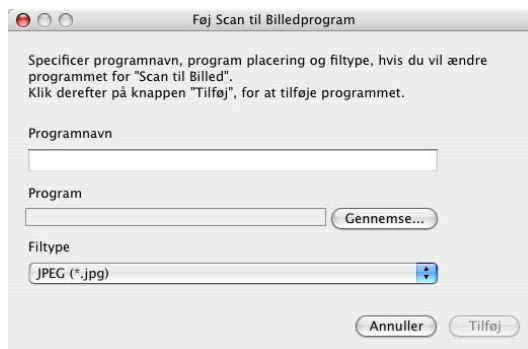 Føj Scan til Billedprogram
Specificer programnavn, program placering og filtype, hvis du vil ændre
programmet for "Scan til Billed".
Klik derefter på knappen "Tilføj", for at tilføje programmet.
Programnavn
Program
Gennemse...
Filtype
JPEG (*.jpg)
Annuller Tilføj